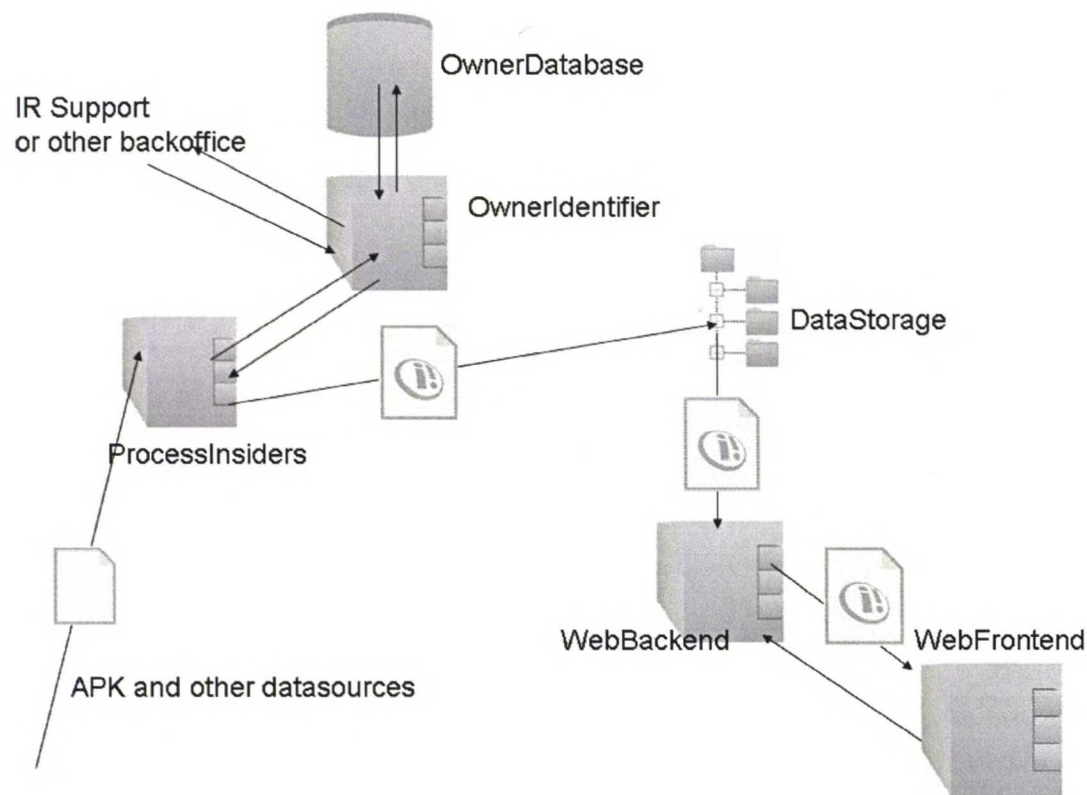 OwnerDatabase
IR Support
or other backoffice
OwnerIdentifier
DataStorage
ProcessInsiders
WebBackend
WebFrontend
APK and other datasources